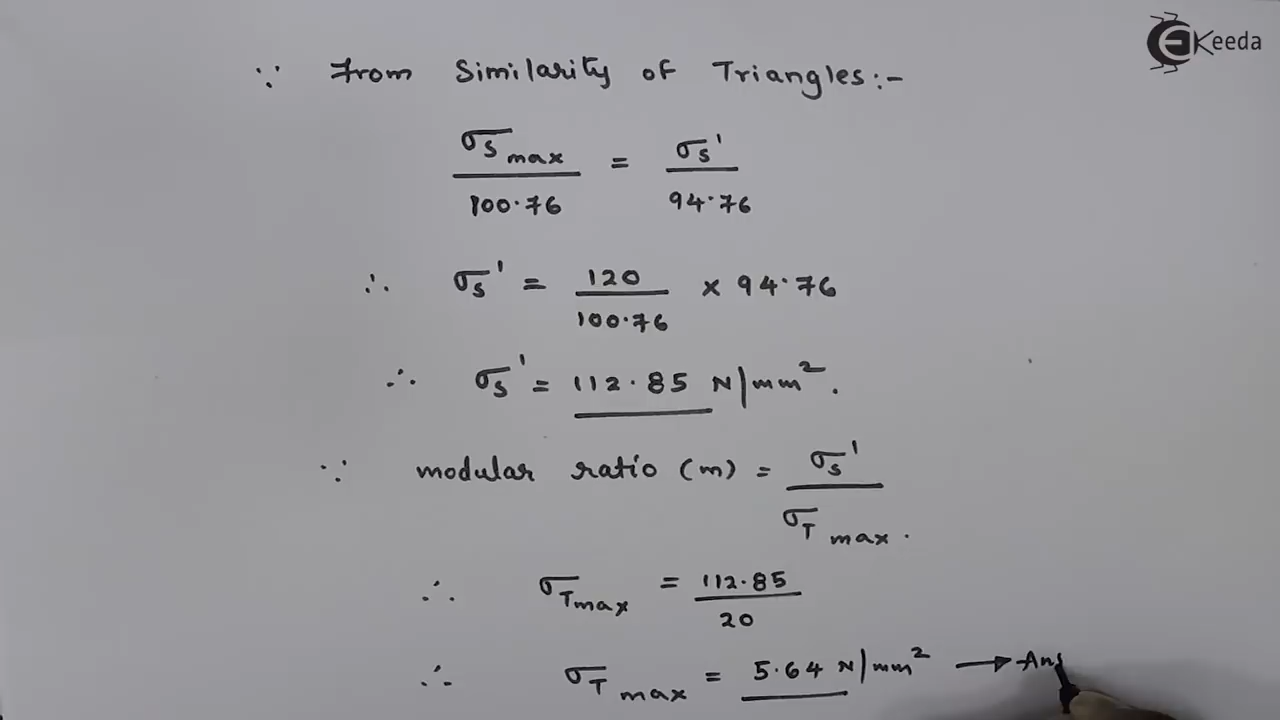 EKeeda
∵ From Similarity of Triangles:-
σS max / 100.76 = σS' / 94.76
∴ σS' = 120 / 100.76 × 94.76
∴ σS' = 112.85 N/mm².
∵ modular ratio (m) = σS' / σT max.
∴ σT max = 112.85 / 20
∴ σT max = 5.64 N/mm² → Ans